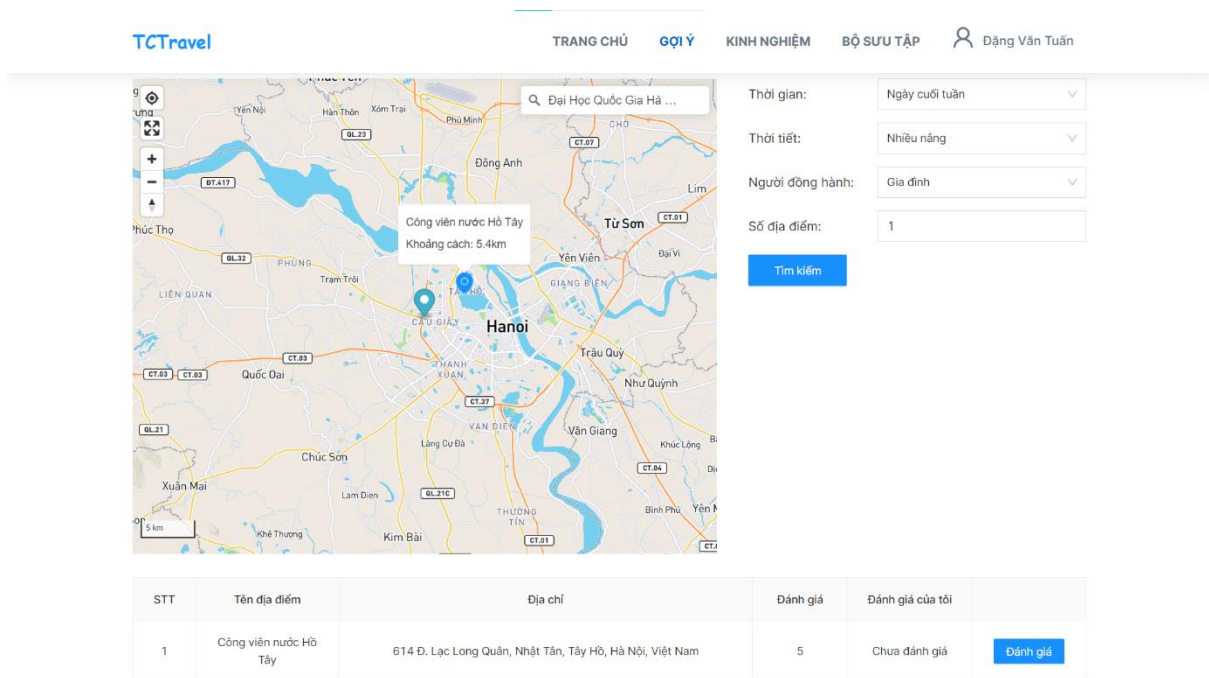 TCTravel
TRANG CHỦ GỢI Ý KINH NGHIỆM BỘ SƯU TẬP Đặng Văn Tuấn
Đại Học Quốc Gia Hà ...
Yên Nội
Hàn Thôn
Xóm Trại
Phú Minh
QL.23
CHỜ
CT.07
Đông Anh
ĐT.417
Lim
Phúc Thọ
Công viên nước Hồ Tây
Khoảng cách: 5.4km
Từ Sơn
CT.01
QL.32
PHÙNG
Yên Viên
Đại Vi
Trạm Trôi
LIÊN QUAN
GIANG BIÊN
CẦU GIẤY
Hanoi
CT.03
Trâu Quỳ
THANH XUÂN
CT.03
CT.03
Quốc Oai
Như Quỳnh
CT.37
QL.21
VAN DIEN
Văn Giang
Làng Cự Đà
Khúc Lộng
Chúc Sơn
CT.04
Xuân Mai
Lam Dien
QL.21C
THƯỜNG TÍN
Bình Phú
Yên
5 km
Khê Thượng
Kim Bài
CT.01
Thời gian: Ngày cuối tuần
Thời tiết: Nhiều nắng
Người đồng hành: Gia đình
Số địa điểm: 1
Tìm kiếm
STT Tên địa điểm Địa chỉ Đánh giá Đánh giá của tôi
1 Công viên nước Hồ Tây 614 Đ. Lạc Long Quân, Nhật Tân, Tây Hồ, Hà Nội, Việt Nam 5 Chưa đánh giá Đánh giá